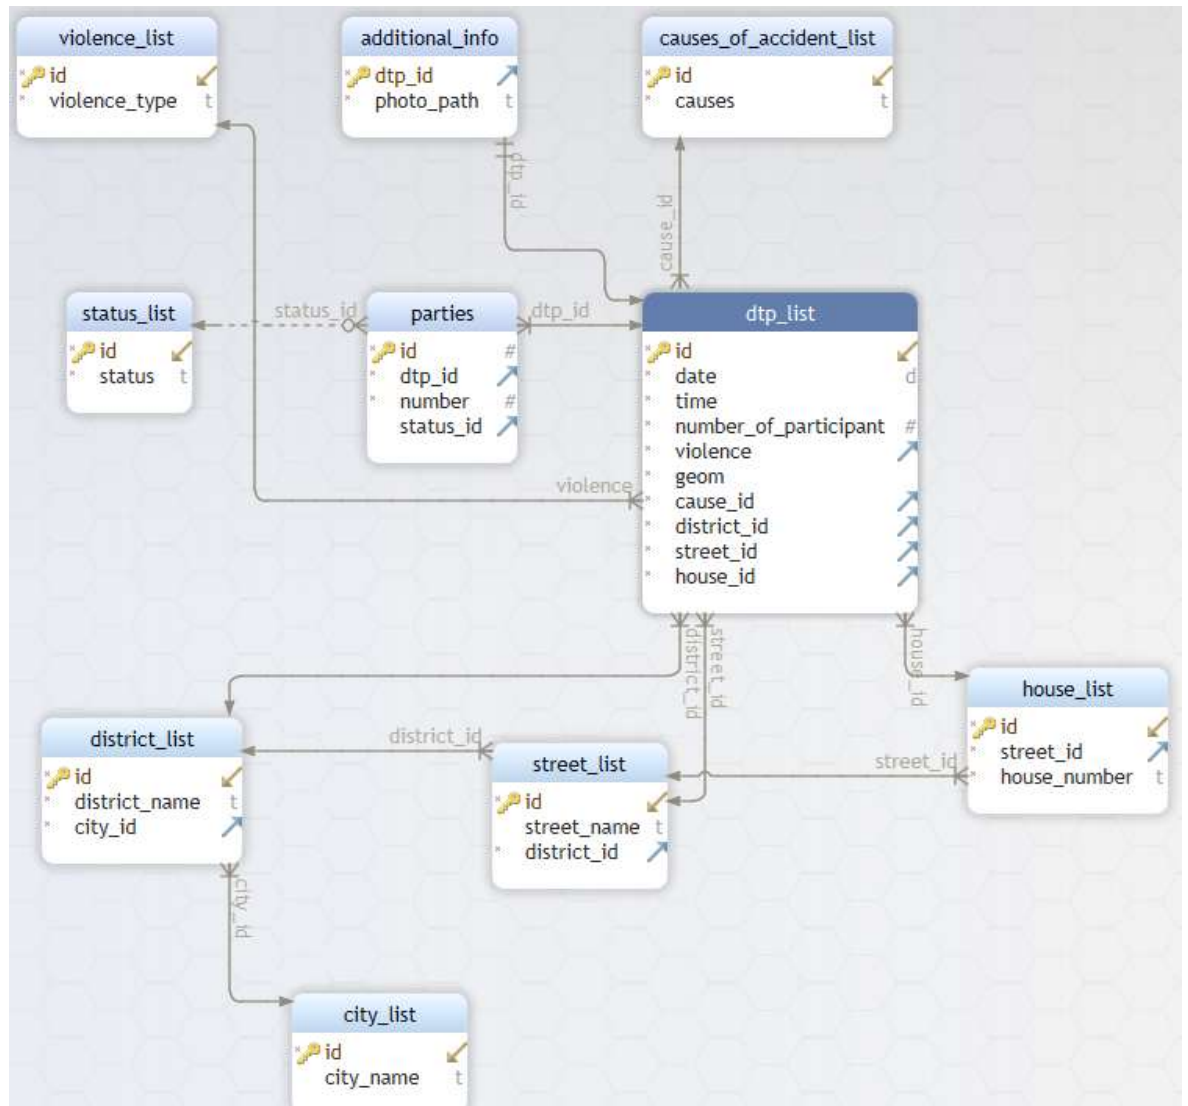 violence_list
id
violence_type t
additional_info
dtp_id
photo_path t
causes_of_accident_list
id
causes t
dtp_id
cause_id
status_list
id
status t
status_id
parties
id #
dtp_id
number #
status_id
dtp_id
dtp_list
id
date d
time
number_of_participant #
violence
geom
cause_id
district_id
street_id
house_id
violence
district_id
street_id
house_id
district_list
id
district_name t
city_id
district_id
street_list
id
street_name t
district_id
street_id
house_list
id
street_id
house_number t
city_id
city_list
id
city_name t